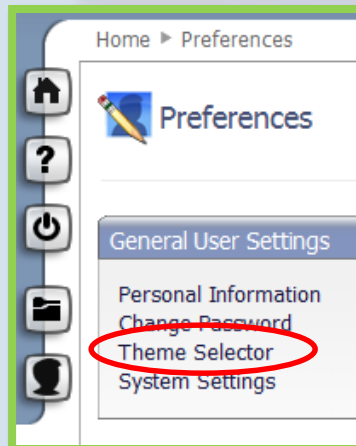 Home ▶ Preferences
Preferences
?
General User Settings
Personal Information
Change Password
Theme Selector
System Settings